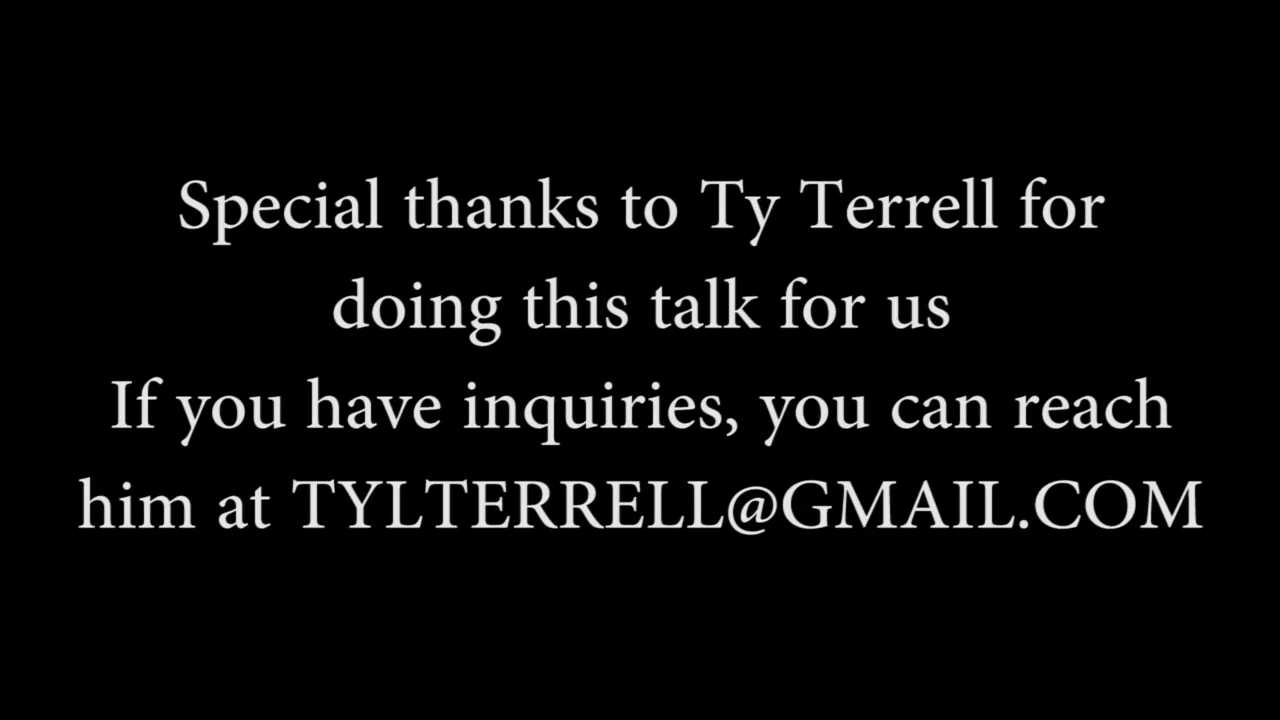 Special thanks to Ty Terrell for
doing this talk for us
If you have inquiries, you can reach
him at TYLTERRELL@GMAIL.COM